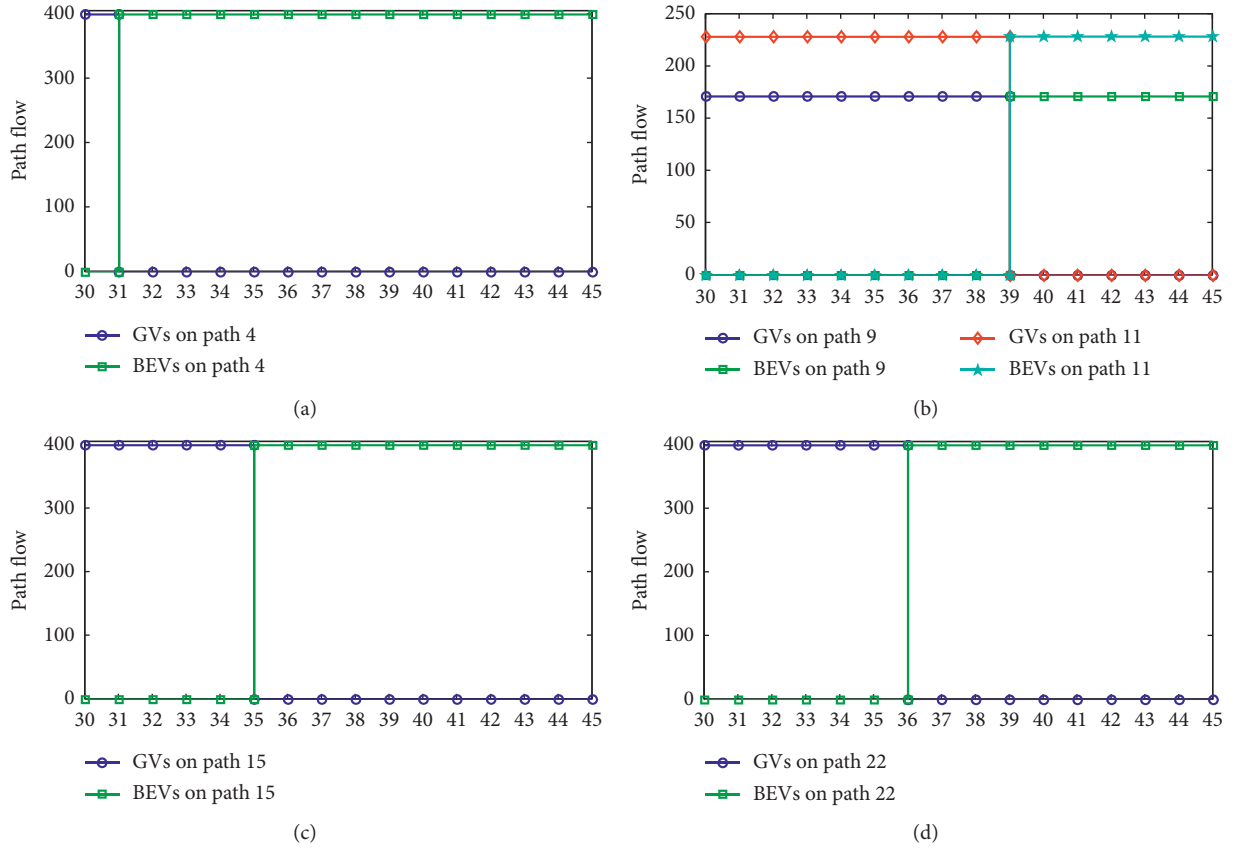 400
300
200
100
0
Path flow
30 31 32 33 34 35 36 37 38 39 40 41 42 43 44 45
GVs on path 4
BEVs on path 4
(a)
250
200
150
100
50
0
Path flow
30 31 32 33 34 35 36 37 38 39 40 41 42 43 44 45
GVs on path 9
BEVs on path 9
GVs on path 11
BEVs on path 11
(b)
400
300
200
100
0
Path flow
30 31 32 33 34 35 36 37 38 39 40 41 42 43 44 45
GVs on path 15
BEVs on path 15
(c)
400
300
200
100
0
Path flow
30 31 32 33 34 35 36 37 38 39 40 41 42 43 44 45
GVs on path 22
BEVs on path 22
(d)